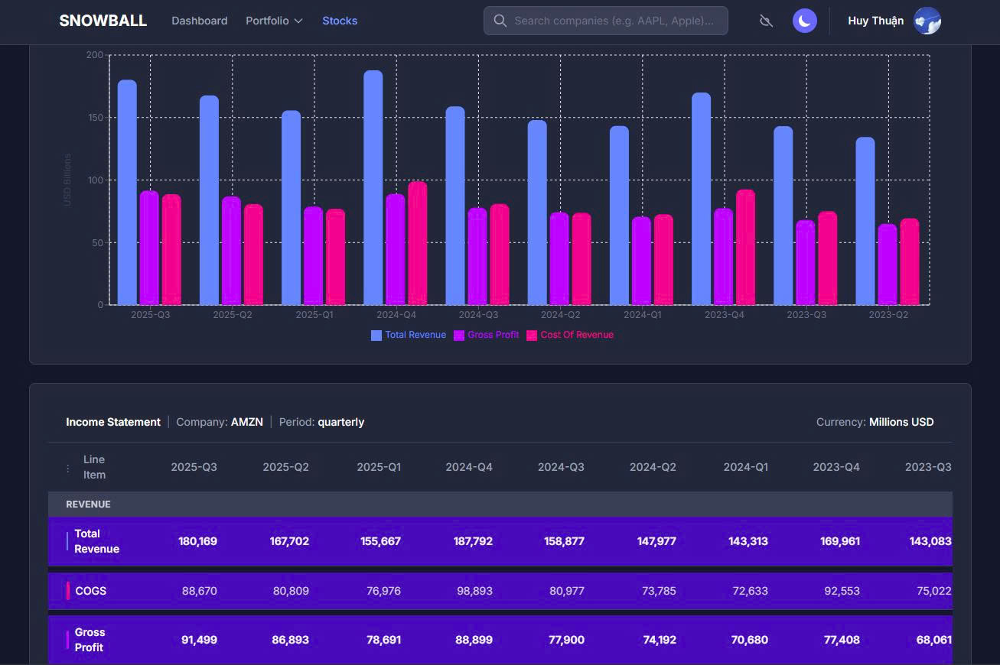 SNOWBALL Dashboard Portfolio Stocks Search companies (e.g. AAPL, Apple)... Huy Thuận
200
150
100
50
0
USD Billions
2025-Q3 2025-Q2 2025-Q1 2024-Q4 2024-Q3 2024-Q2 2024-Q1 2023-Q4 2023-Q3 2023-Q2
Total Revenue Gross Profit Cost Of Revenue
Income Statement | Company: AMZN | Period: quarterly Currency: Millions USD
Line
Item
2025-Q3 2025-Q2 2025-Q1 2024-Q4 2024-Q3 2024-Q2 2024-Q1 2023-Q4 2023-Q3
REVENUE
Total
Revenue
180,169 167,702 155,667 187,792 158,877 147,977 143,313 169,961 143,083
COGS 88,670 80,809 76,976 98,893 80,977 73,785 72,633 92,553 75,022
Gross
Profit
91,499 86,893 78,691 88,899 77,900 74,192 70,680 77,408 68,061